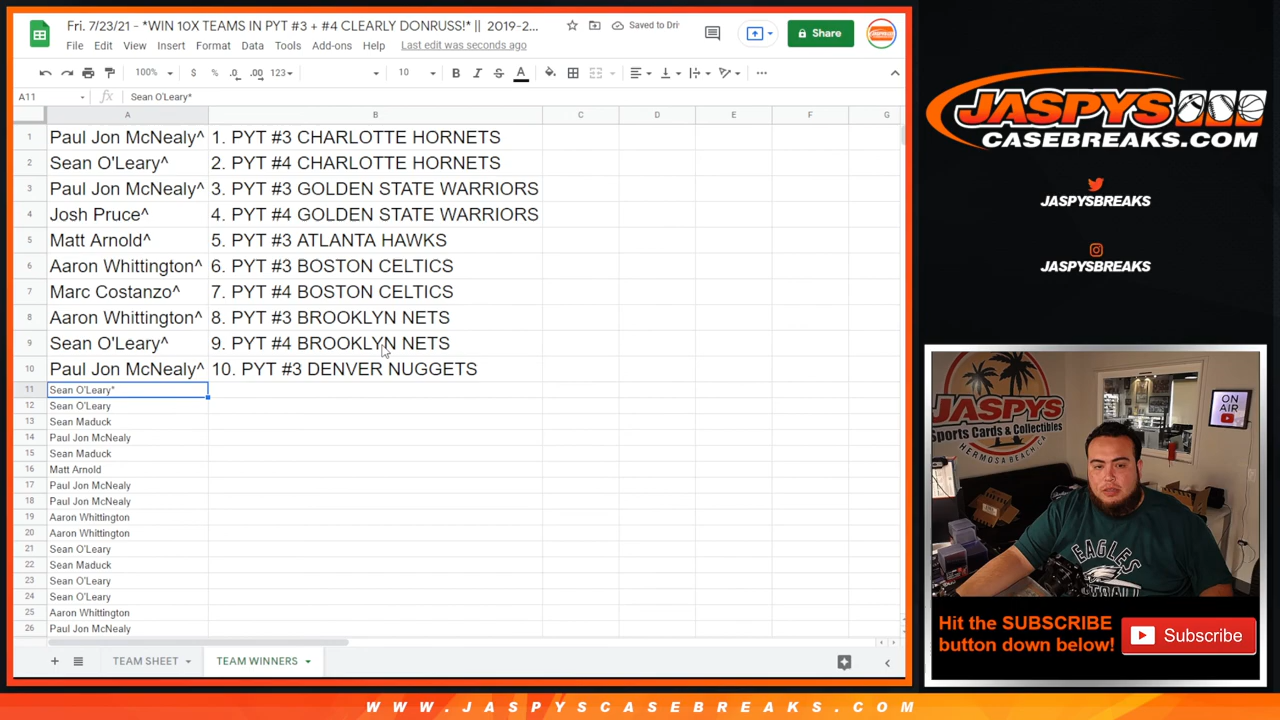 Fri. 7/23/21 - *WIN 10X TEAMS IN PYT #3 + #4 CLEARLY DONRUSS!* || 2019-2...
Saved to Dri
Share
File Edit View Insert Format Data Tools Add-ons Help Last edit was seconds ago
100% $ % .0 .00 123 10 B I S A
A11 fx Sean O'Leary*
A B C D E F G
1 Paul Jon McNealy^ 1. PYT #3 CHARLOTTE HORNETS
2 Sean O'Leary^ 2. PYT #4 CHARLOTTE HORNETS
3 Paul Jon McNealy^ 3. PYT #3 GOLDEN STATE WARRIORS
4 Josh Pruce^ 4. PYT #4 GOLDEN STATE WARRIORS
5 Matt Arnold^ 5. PYT #3 ATLANTA HAWKS
6 Aaron Whittington^ 6. PYT #3 BOSTON CELTICS
7 Marc Costanzo^ 7. PYT #4 BOSTON CELTICS
8 Aaron Whittington^ 8. PYT #3 BROOKLYN NETS
9 Sean O'Leary^ 9. PYT #4 BROOKLYN NETS
10 Paul Jon McNealy^ 10. PYT #3 DENVER NUGGETS
11 Sean O'Leary*
12 Sean O'Leary
13 Sean Maduck
14 Paul Jon McNealy
15 Sean Maduck
16 Matt Arnold
17 Paul Jon McNealy
18 Paul Jon McNealy
19 Aaron Whittington
20 Aaron Whittington
21 Sean O'Leary
22 Sean Maduck
23 Sean O'Leary
24 Sean O'Leary
25 Aaron Whittington
26 Paul Jon McNealy
TEAM SHEET TEAM WINNERS
JASPYS
CASEBREAKS.COM
JASPYSBREAKS
JASPYSBREAKS
JASPYS
Sports Cards & Collectibles
HERMOSA BEACH, CA
ON AIR
EAGLES
Hit the SUBSCRIBE
button down below!
Subscribe
WWW.JASPYSCASEBREAKS.COM